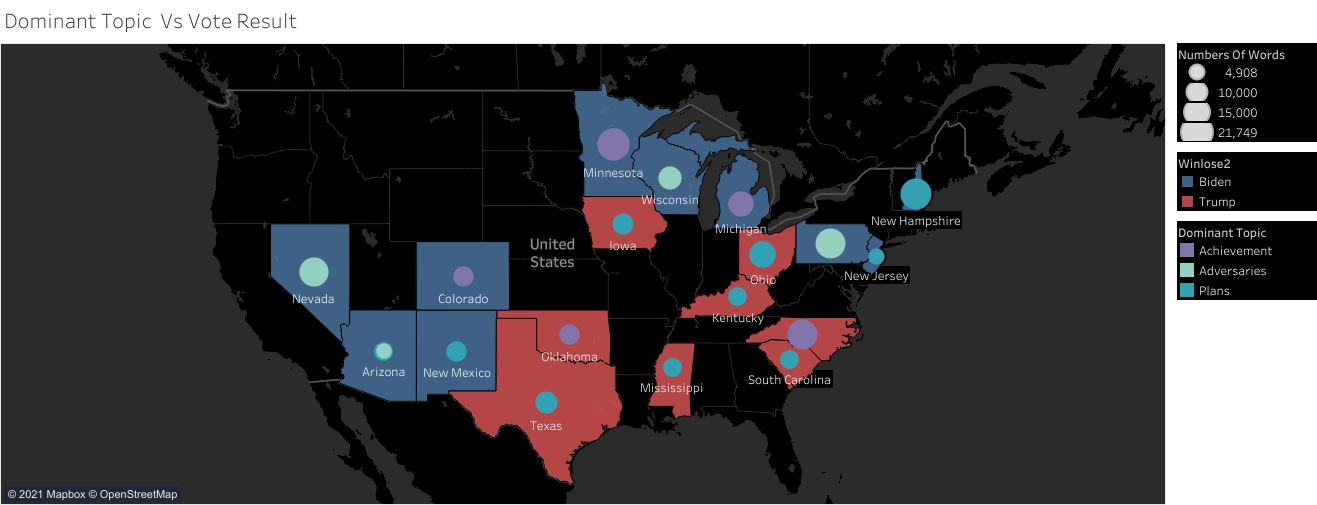 Dominant Topic  Vs Vote Result
Numbers Of Words
4,908
10,000
15,000
21,749
Winlose2
Biden
Trump
Dominant Topic
Achievement
Adversaries
Plans
Minnesota
Wisconsin
Michigan
New Hampshire
Iowa
United
States
Ohio
New Jersey
Nevada
Colorado
Kentucky
Oklahoma
Arizona
New Mexico
South Carolina
Mississippi
Texas
© 2021 Mapbox © OpenStreetMap